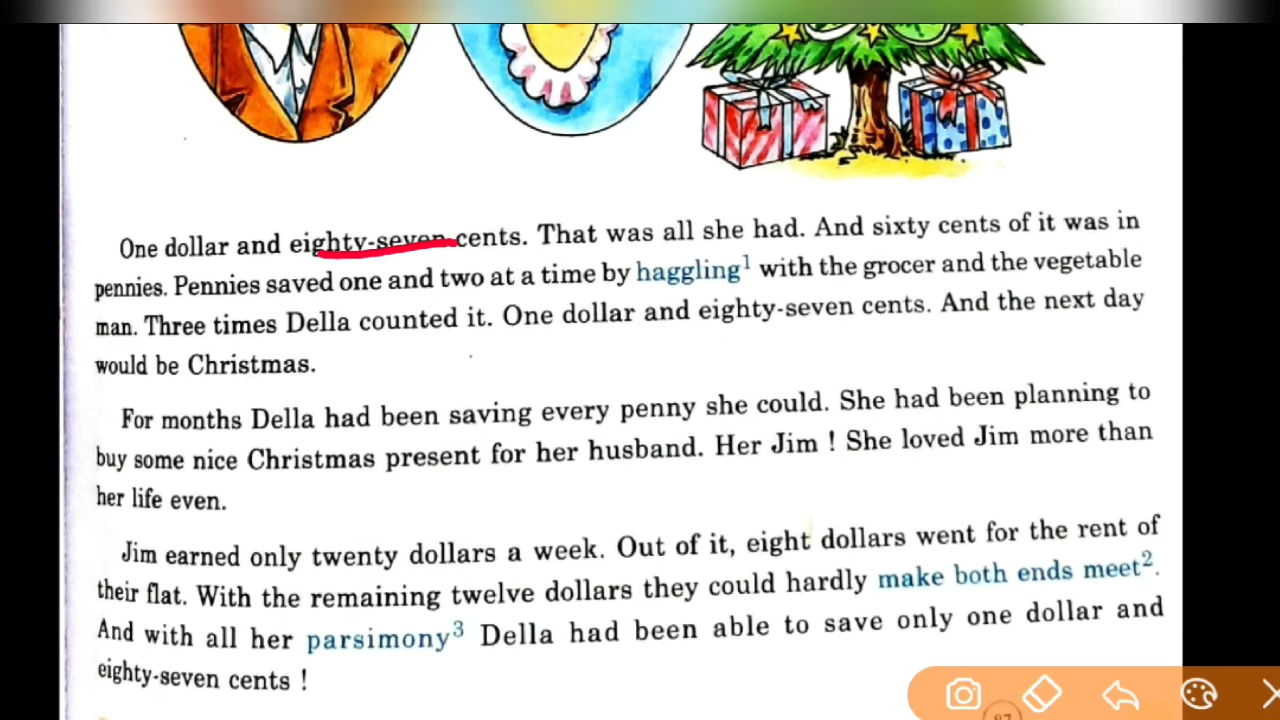 One dollar and eighty-seven cents. That was all she had. And sixty cents of it was in
pennies. Pennies saved one and two at a time by haggling¹ with the grocer and the vegetable
man. Three times Della counted it. One dollar and eighty-seven cents. And the next day
would be Christmas.
For months Della had been saving every penny she could. She had been planning to
buy some nice Christmas present for her husband. Her Jim ! She loved Jim more than
her life even.
Jim earned only twenty dollars a week. Out of it, eight dollars went for the rent of
their flat. With the remaining twelve dollars they could hardly make both ends meet².
And with all her parsimony³ Della had been able to save only one dollar and
eighty-seven cents !